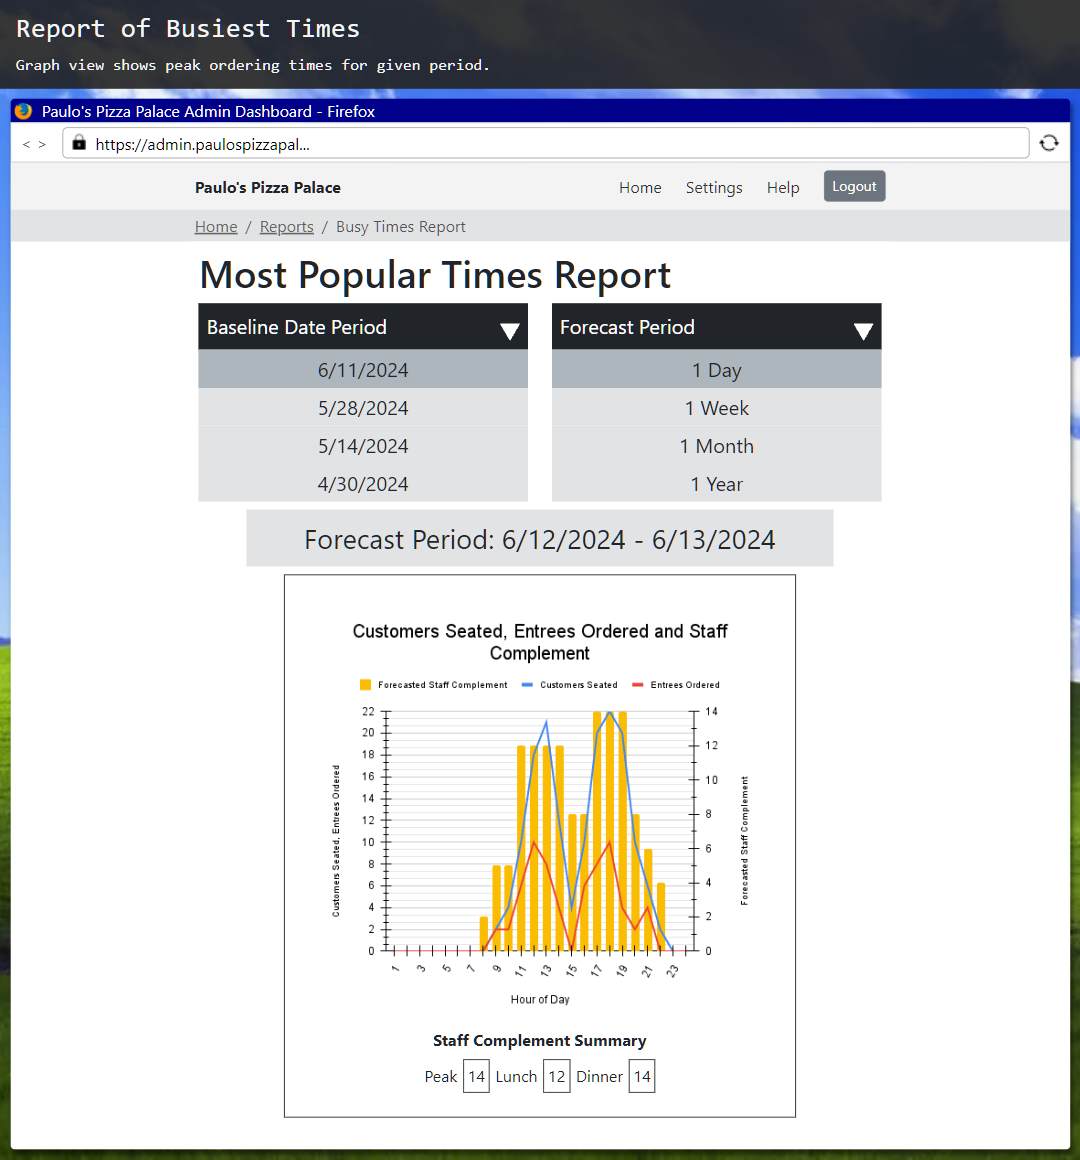 Report of Busiest Times
Graph view shows peak ordering times for given period.
Paulo's Pizza Palace Admin Dashboard - Firefox
< > https://admin.paulospizzapal...
Paulo's Pizza Palace Home Settings Help Logout
Home / Reports / Busy Times Report
Most Popular Times Report
Baseline Date Period Forecast Period
6/11/2024 1 Day
5/28/2024 1 Week
5/14/2024 1 Month
4/30/2024 1 Year
Forecast Period: 6/12/2024 - 6/13/2024
Customers Seated, Entrees Ordered and Staff
Complement
Forecasted Staff Complement Customers Seated Entrees Ordered
Customers Seated, Entrees Ordered
22
20
18
16
14
12
10
8
6
4
2
0
14
12
10
8
6
4
2
0
Forecasted Staff Complement
1 3 5 7 9 11 13 15 17 19 21 23
Hour of Day
Staff Complement Summary
Peak 14 Lunch 12 Dinner 14